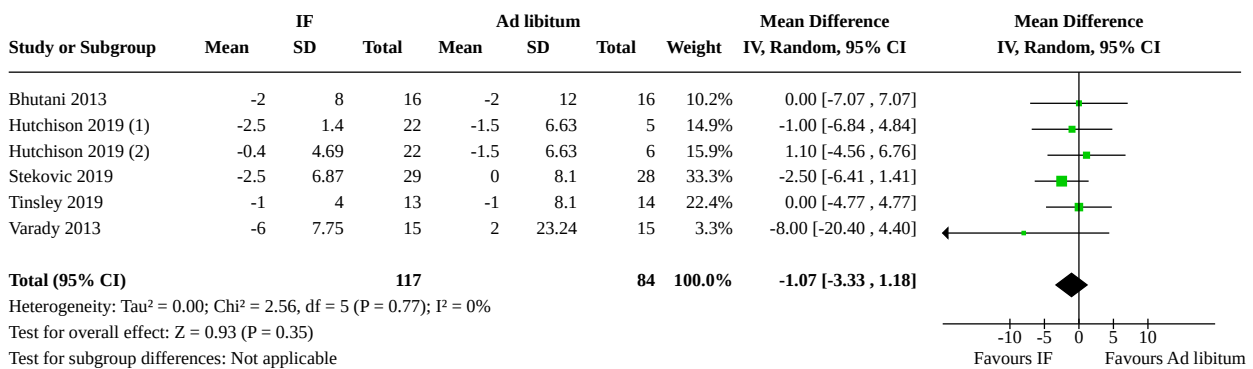 IF Ad libitum Mean Difference Mean Difference
Study or Subgroup Mean SD Total Mean SD Total Weight IV, Random, 95% CI IV, Random, 95% CI
Bhutani 2013 -2 8 16 -2 12 16 10.2% 0.00 [-7.07 , 7.07]
Hutchison 2019 (1) -2.5 1.4 22 -1.5 6.63 5 14.9% -1.00 [-6.84 , 4.84]
Hutchison 2019 (2) -0.4 4.69 22 -1.5 6.63 6 15.9% 1.10 [-4.56 , 6.76]
Stekovic 2019 -2.5 6.87 29 0 8.1 28 33.3% -2.50 [-6.41 , 1.41]
Tinsley 2019 -1 4 13 -1 8.1 14 22.4% 0.00 [-4.77 , 4.77]
Varady 2013 -6 7.75 15 2 23.24 15 3.3% -8.00 [-20.40 , 4.40]
Total (95% CI) 117 84 100.0% -1.07 [-3.33 , 1.18]
Heterogeneity: Tau² = 0.00; Chi² = 2.56, df = 5 (P = 0.77); I² = 0%
Test for overall effect: Z = 0.93 (P = 0.35)
-10 -5 0 5 10
Test for subgroup differences: Not applicable
Favours IF Favours Ad libitum